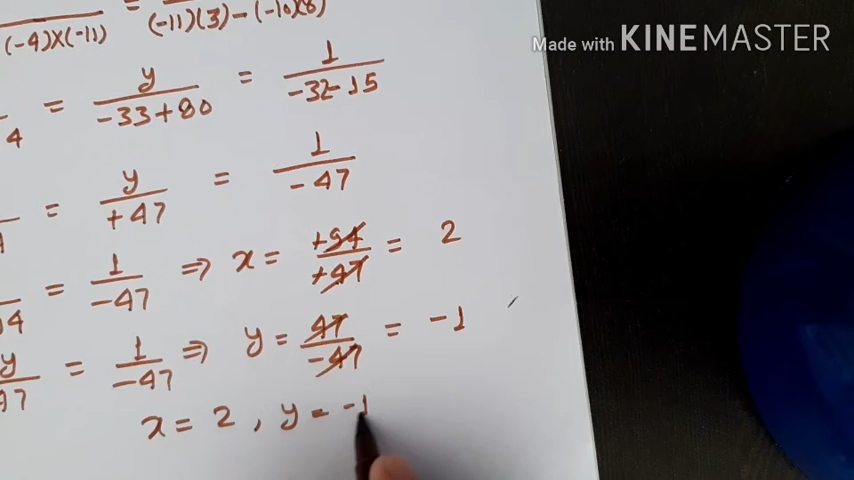 (-4)X(-11) = (-11)(3)-(-10)(8)
4 = y/-33+80 = 1/-32-15
= y/+47 = 1/-47
= 1/-47 ⇒ x = +94/+47 = 2
y/47 = 1/-47 ⇒ y = 47/-47 = -1
x = 2, y = -1
Made with KINEMASTER